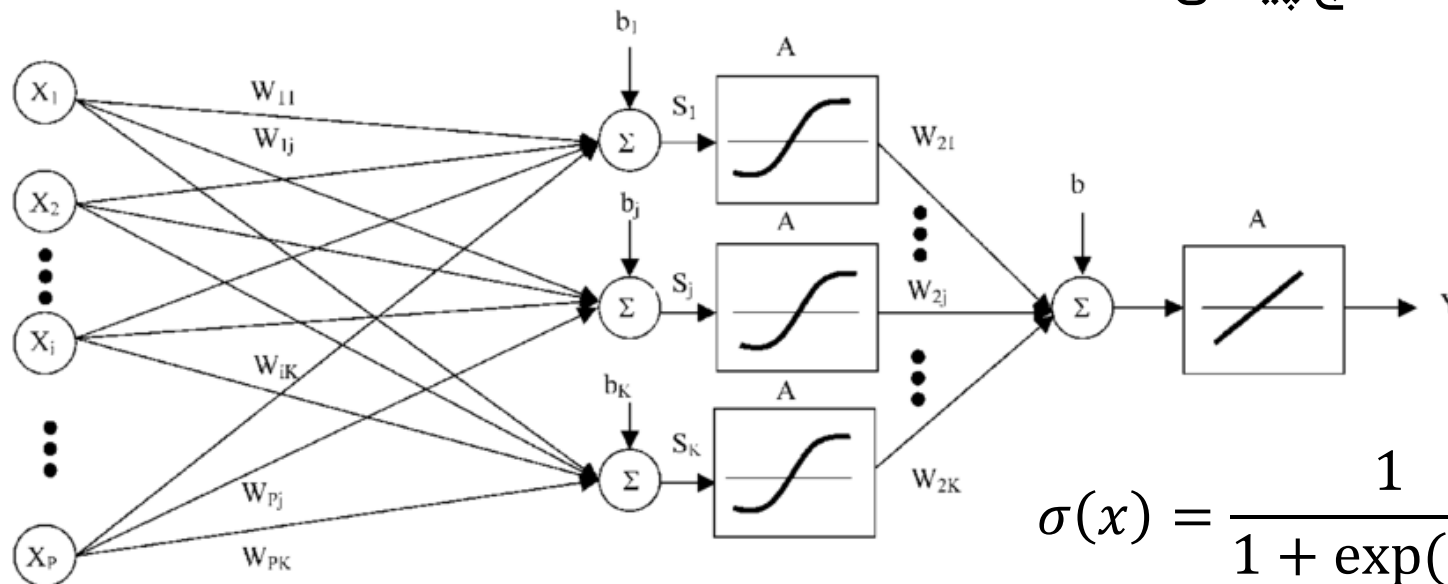 b₁
A
X₁
W₁₁
Σ
S₁
W₁ⱼ
W₂₁
X₂
bⱼ
A
b
A
Sⱼ
W₂ⱼ
Σ
Σ
Y
Xᵢ
WᵢK
bK
A
SK
Σ
W₂K
WPⱼ
XP
WPK
σ(x) = 1 / 1 + exp(